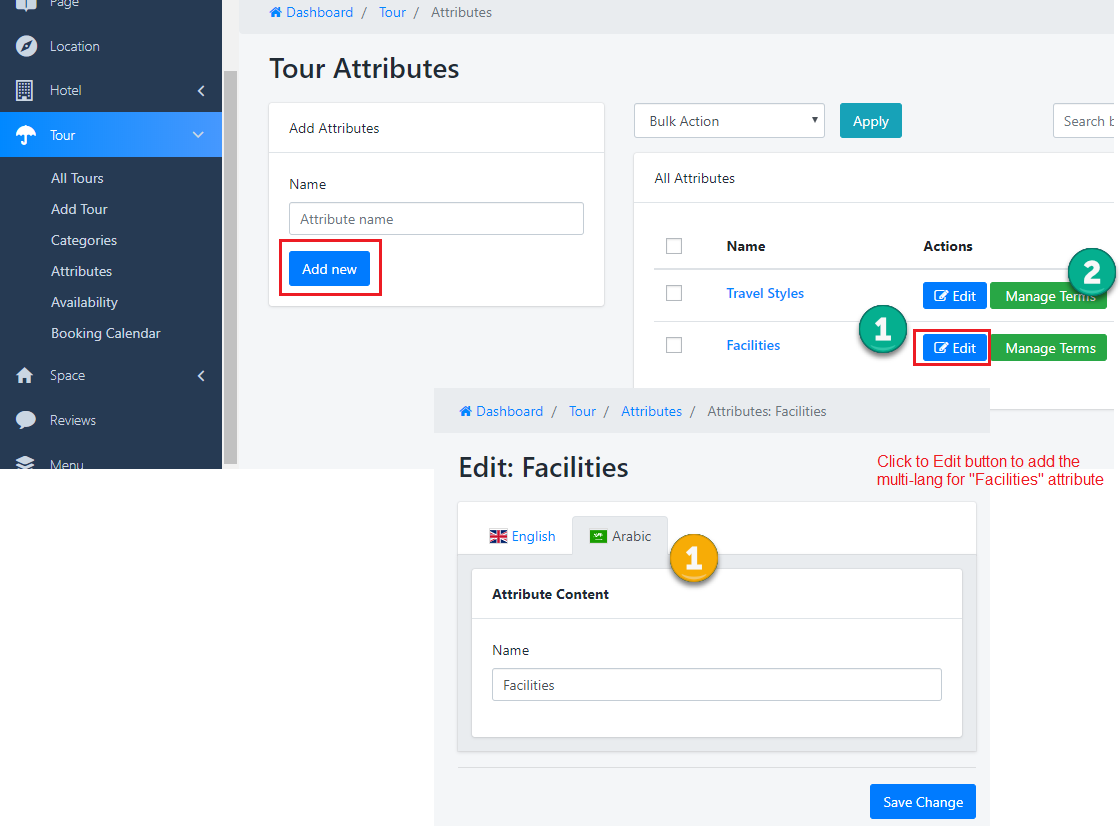 Page
Location
Hotel
Tour
All Tours
Add Tour
Categories
Attributes
Availability
Booking Calendar
Space
Reviews
Menu
Dashboard / Tour / Attributes
Tour Attributes
Add Attributes
Name
Attribute name
Add new
Bulk Action
Apply
Search b
All Attributes
Name Actions
2
Travel Styles Edit Manage Terms
1
Facilities Edit Manage Terms
Dashboard / Tour / Attributes / Attributes: Facilities
Edit: Facilities
Click to Edit button to add the
multi-lang for "Facilities" attribute
English Arabic
1
Attribute Content
Name
Facilities
Save Change